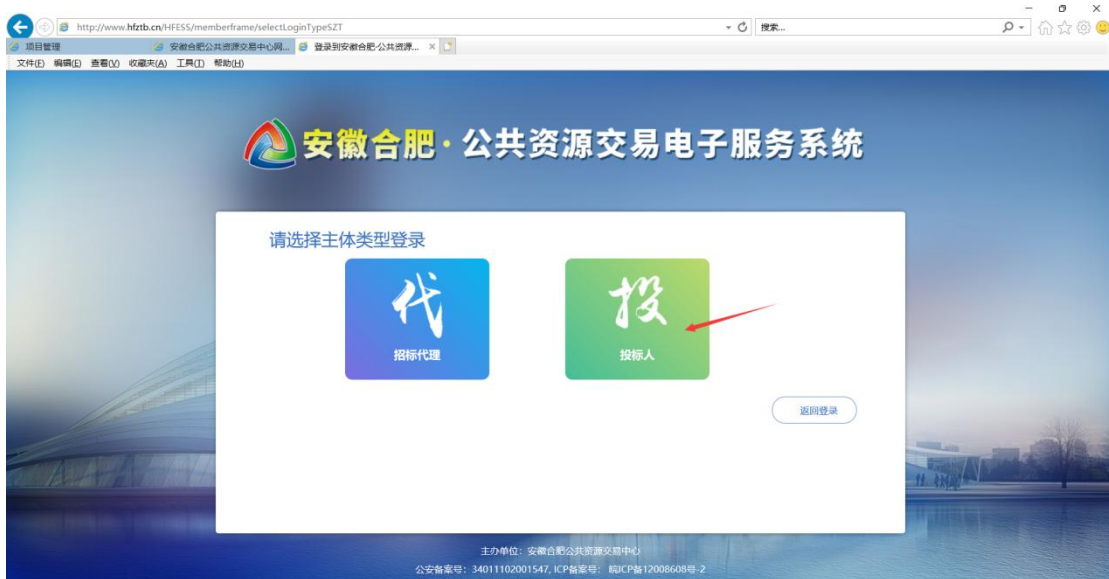 http://www.hfztb.cn/HFESS/memberframe/selectLoginTypeSZT
搜索...
项目管理
安徽合肥公共资源交易中心网...
登录到安徽合肥·公共资源...
文件(F) 编辑(E) 查看(V) 收藏夹(A) 工具(T) 帮助(H)
安徽合肥·公共资源交易电子服务系统
请选择主体类型登录
代
投
招标代理
投标人
返回登录
主办单位：安徽合肥公共资源交易中心
公安备案号：34011102001547, ICP备案号： 皖ICP备12008608号-2